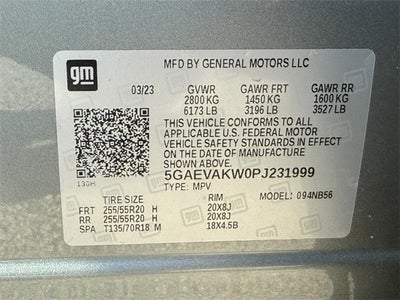 gm
MFD BY GENERAL MOTORS LLC
03/23 GVWR GAWR FRT GAWR RR
2800 KG 1450 KG 1600 KG
6173 LB 3196 LB 3527 LB
THIS VEHICLE CONFORMS TO ALL
APPLICABLE U.S. FEDERAL MOTOR
VEHICLE SAFETY STANDARDS IN EFFECT
ON THE DATE OF MANUFACTURE
SHOWN ABOVE.
5GAEVAKW0PJ231999
TYPE: MPV MODEL: 094NB56
TIRE SIZE RIM
FRT 255/55R20 H 20X8J
RR 255/55R20 H 20X8J
SPA T135/70R18 M 18X4.5B